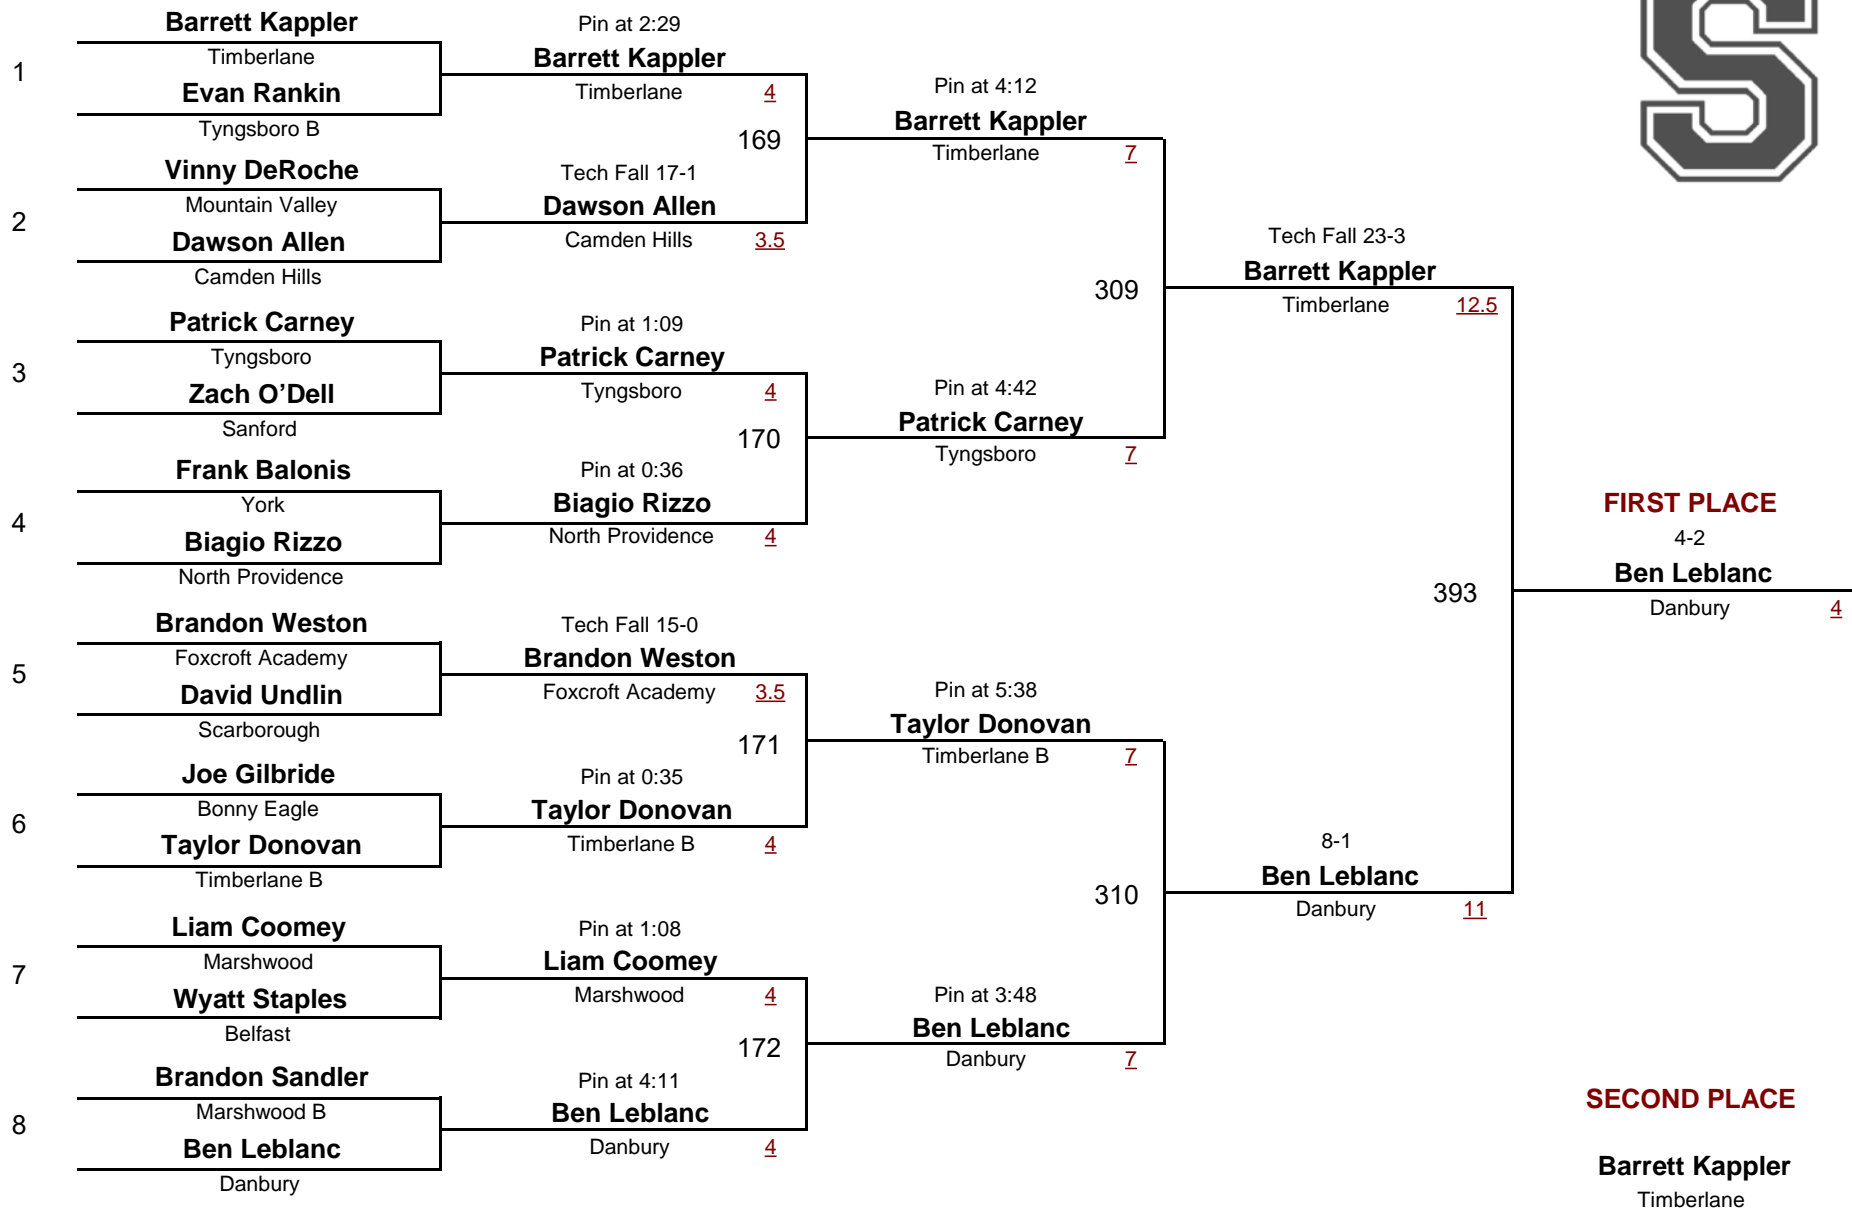 S
Barrett Kappler
1
Timberlane
Evan Rankin
Tyngsboro B
Vinny DeRoche
2
Mountain Valley
Dawson Allen
Camden Hills
Patrick Carney
3
Tyngsboro
Zach O’Dell
Sanford
Frank Balonis
4
York
Biagio Rizzo
North Providence
Brandon Weston
5
Foxcroft Academy
David Undlin
Scarborough
Joe Gilbride
6
Bonny Eagle
Taylor Donovan
Timberlane B
Liam Coomey
7
Marshwood
Wyatt Staples
Belfast
Brandon Sandler
8
Marshwood B
Ben Leblanc
Danbury
Pin at 2:29
Barrett Kappler
Timberlane 4
169
Tech Fall 17-1
Dawson Allen
Camden Hills 3.5
Pin at 1:09
Patrick Carney
Tyngsboro 4
170
Pin at 0:36
Biagio Rizzo
North Providence 4
Tech Fall 15-0
Brandon Weston
Foxcroft Academy 3.5
171
Pin at 0:35
Taylor Donovan
Timberlane B 4
Pin at 1:08
Liam Coomey
Marshwood 4
172
Pin at 4:11
Ben Leblanc
Danbury 4
Pin at 4:12
Barrett Kappler
Timberlane 7
309
Pin at 4:42
Patrick Carney
Tyngsboro 7
Pin at 5:38
Taylor Donovan
Timberlane B 7
310
Pin at 3:48
Ben Leblanc
Danbury 7
Tech Fall 23-3
Barrett Kappler
Timberlane 12.5
393
8-1
Ben Leblanc
Danbury 11
FIRST PLACE
4-2
Ben Leblanc
Danbury 4
SECOND PLACE
Barrett Kappler
Timberlane